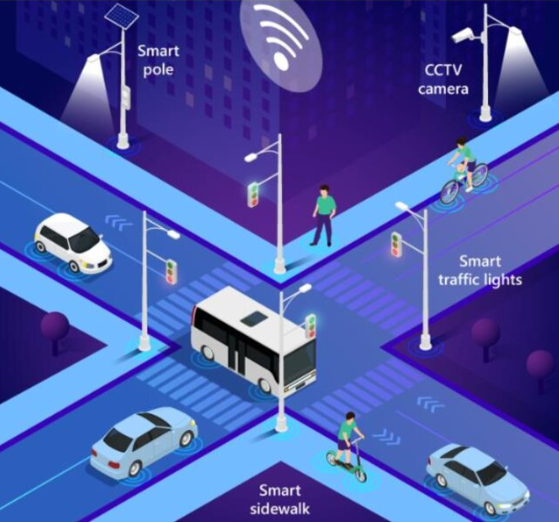 Smart
pole
CCTV
camera
Smart
traffic lights
Smart
sidewalk